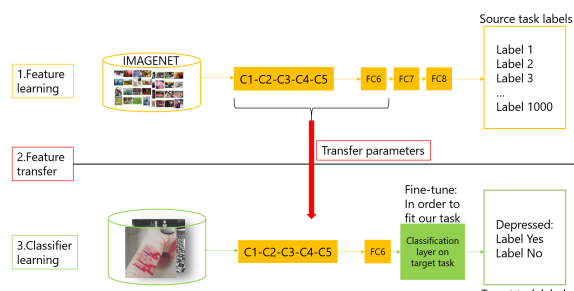 Source task labels
IMAGENET
1.Feature
learning
C1-C2-C3-C4-C5
FC6
FC7
FC8
Label 1
Label 2
Label 3
...
Label 1000
2.Feature
transfer
Transfer parameters
Fine-tune:
In order to
fit our task
3.Classifier
learning
C1-C2-C3-C4-C5
FC6
Classification
layer on
target task
Depressed:
Label Yes
Label No